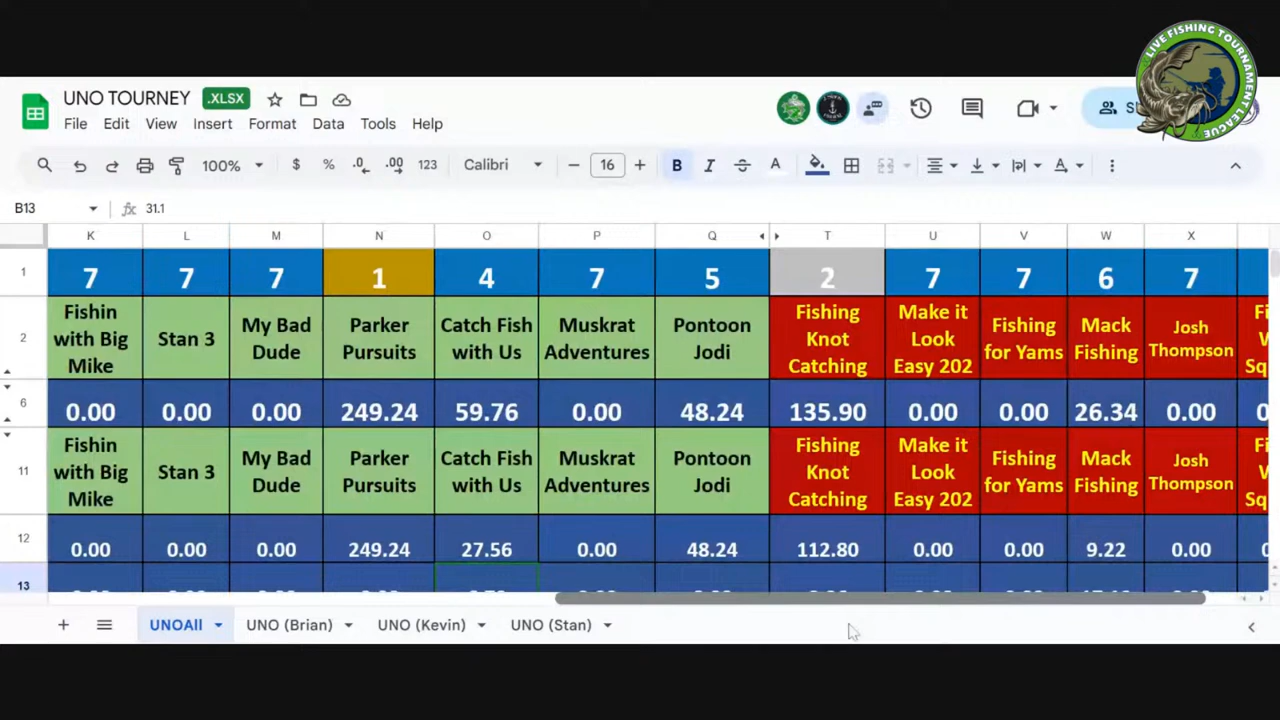 LIVE FISHING TOURNAMENT LEAGUE
UNO TOURNEY .XLSX
File Edit View Insert Format Data Tools Help
100% $ % .0 .00 123 Calibri 16 B I A
B13 fx 31.1
K L M N O P Q T U V W X
1 7 7 7 1 4 7 5 2 7 7 6 7
2
Fishin with Big Mike
Stan 3
My Bad Dude
Parker Pursuits
Catch Fish with Us
Muskrat Adventures
Pontoon Jodi
Fishing Knot Catching
Make it Look Easy 202
Fishing for Yams
Mack Fishing
Josh Thompson
6 0.00 0.00 0.00 249.24 59.76 0.00 48.24 135.90 0.00 0.00 26.34 0.00
11
Fishin with Big Mike
Stan 3
My Bad Dude
Parker Pursuits
Catch Fish with Us
Muskrat Adventures
Pontoon Jodi
Fishing Knot Catching
Make it Look Easy 202
Fishing for Yams
Mack Fishing
Josh Thompson
12 0.00 0.00 0.00 249.24 27.56 0.00 48.24 112.80 0.00 0.00 9.22 0.00
13
UNOAll UNO (Brian) UNO (Kevin) UNO (Stan)